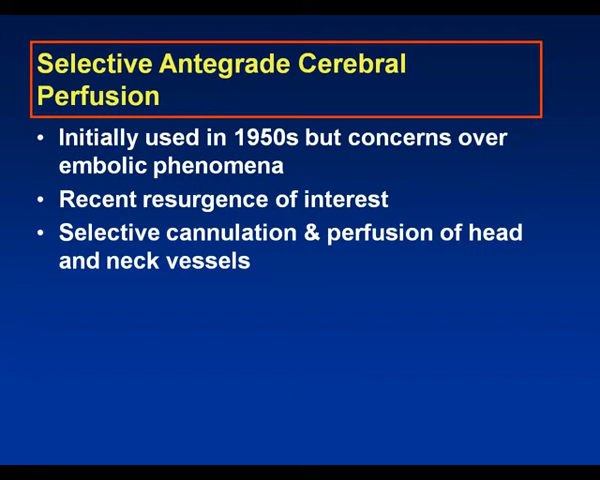 Selective Antegrade Cerebral
Perfusion
• Initially used in 1950s but concerns over
embolic phenomena
• Recent resurgence of interest
• Selective cannulation & perfusion of head
and neck vessels